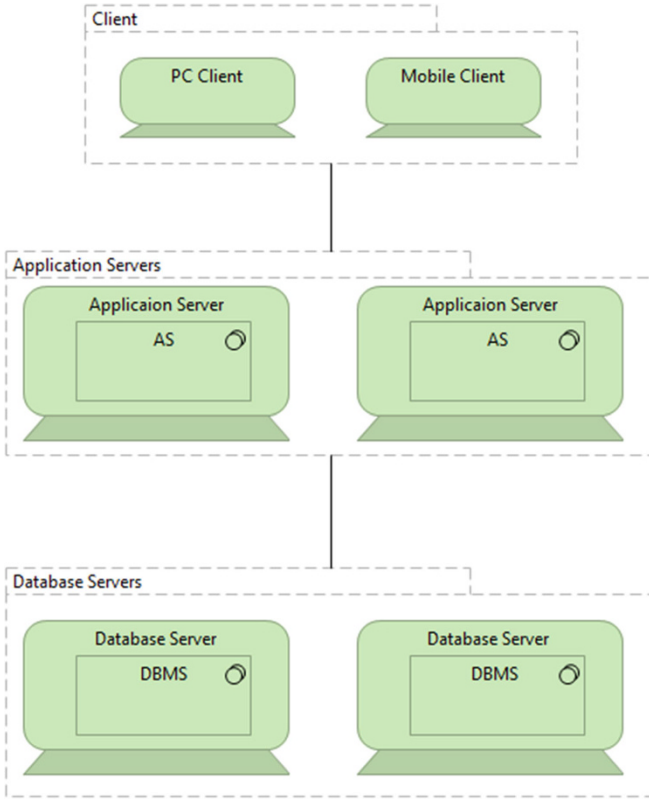 Client
PC Client
Mobile Client
Application Servers
Applicaion Server
Applicaion Server
AS
AS
Database Servers
Database Server
Database Server
DBMS
DBMS